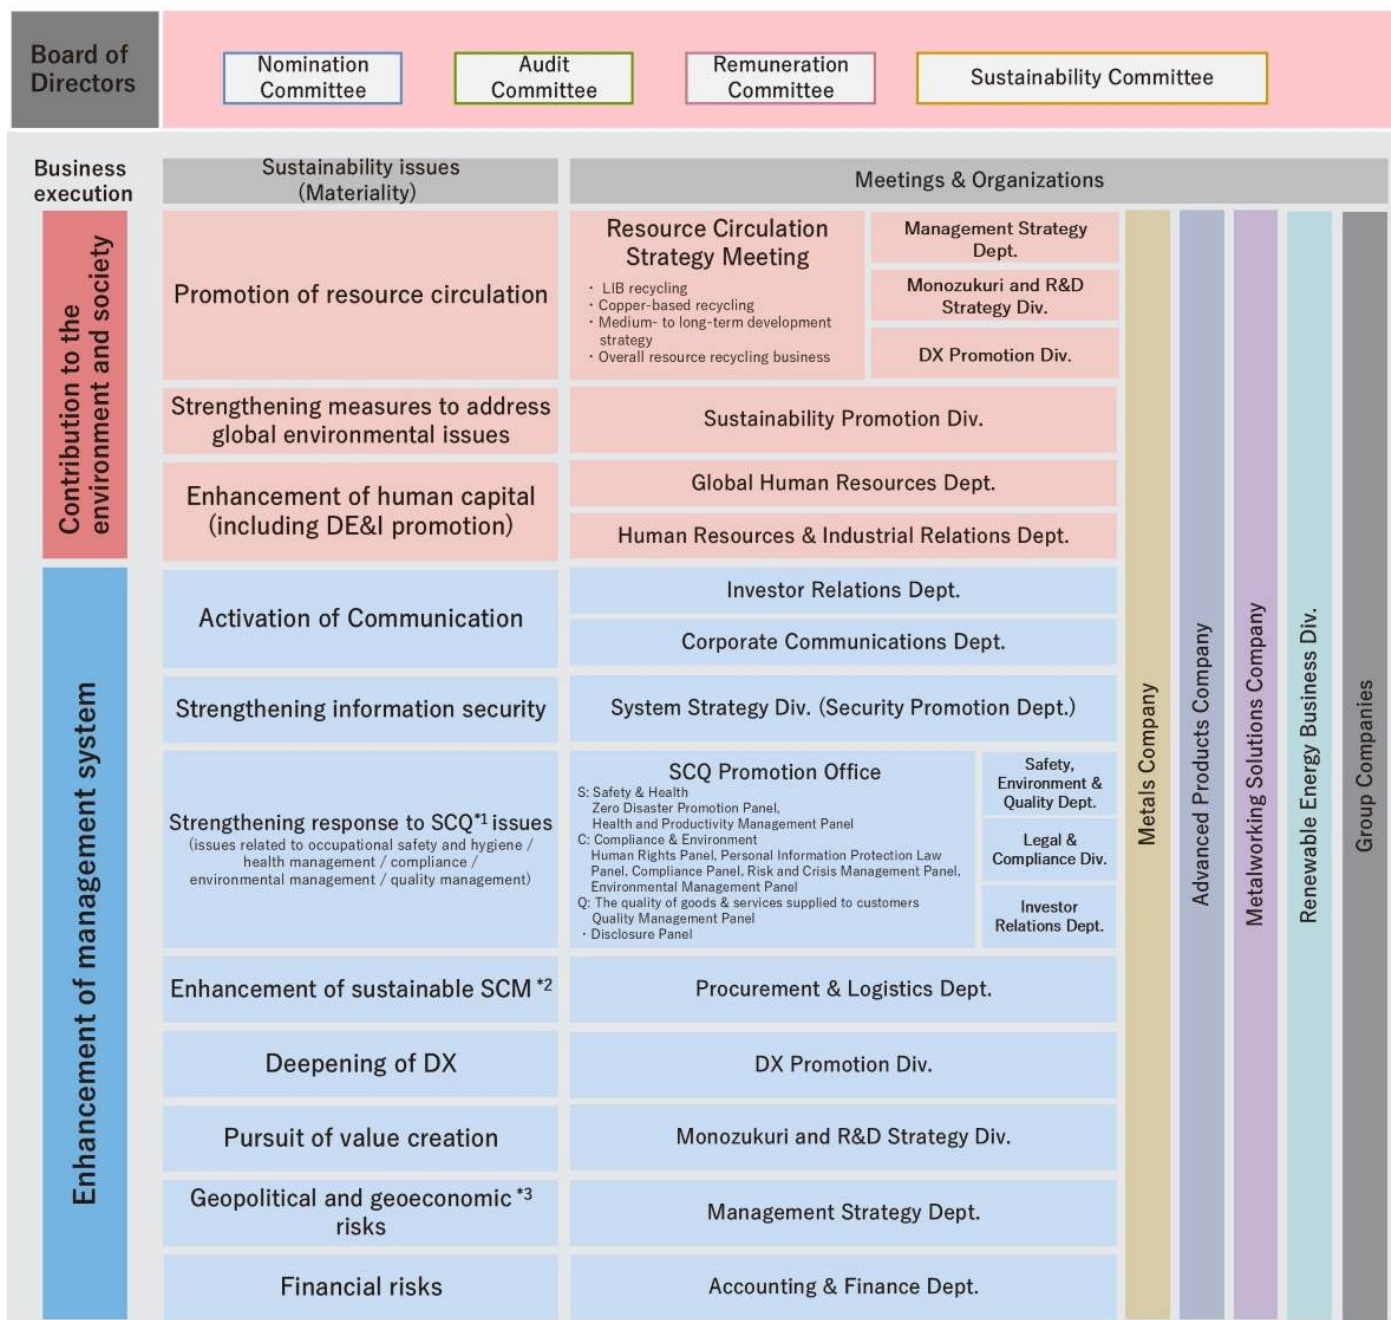 Board of
Directors
Nomination
Committee
Audit
Committee
Remuneration
Committee
Sustainability Committee
Business
execution
Sustainability issues
(Materiality)
Meetings & Organizations
Contribution to the
environment and society
Promotion of resource circulation
Resource Circulation
Strategy Meeting
・ LIB recycling
・Copper-based recycling
・Medium- to long-term development
strategy
・Overall resource recycling business
Management Strategy
Dept.
Monozukuri and R&D
Strategy Div.
DX Promotion Div.
Strengthening measures to address
global environmental issues
Sustainability Promotion Div.
Enhancement of human capital
(including DE&I promotion)
Global Human Resources Dept.
Human Resources & Industrial Relations Dept.
Enhancement of management system
Activation of Communication
Investor Relations Dept.
Corporate Communications Dept.
Strengthening information security
System Strategy Div. (Security Promotion Dept.)
Strengthening response to SCQ*1 issues
(issues related to occupational safety and hygiene /
health management / compliance /
environmental management / quality management)
SCQ Promotion Office
S: Safety & Health
Zero Disaster Promotion Panel,
Health and Productivity Management Panel
C: Compliance & Environment
Human Rights Panel, Personal Information Protection Law
Panel, Compliance Panel, Risk and Crisis Management Panel,
Environmental Management Panel
Q: The quality of goods & services supplied to customers
Quality Management Panel
・Disclosure Panel
Safety,
Environment &
Quality Dept.
Legal &
Compliance Div.
Investor
Relations Dept.
Enhancement of sustainable SCM *2
Procurement & Logistics Dept.
Deepening of DX
DX Promotion Div.
Pursuit of value creation
Monozukuri and R&D Strategy Div.
Geopolitical and geoeconomic *3
risks
Management Strategy Dept.
Financial risks
Accounting & Finance Dept.
Metals Company
Advanced Products Company
Metalworking Solutions Company
Renewable Energy Business Div.
Group Companies